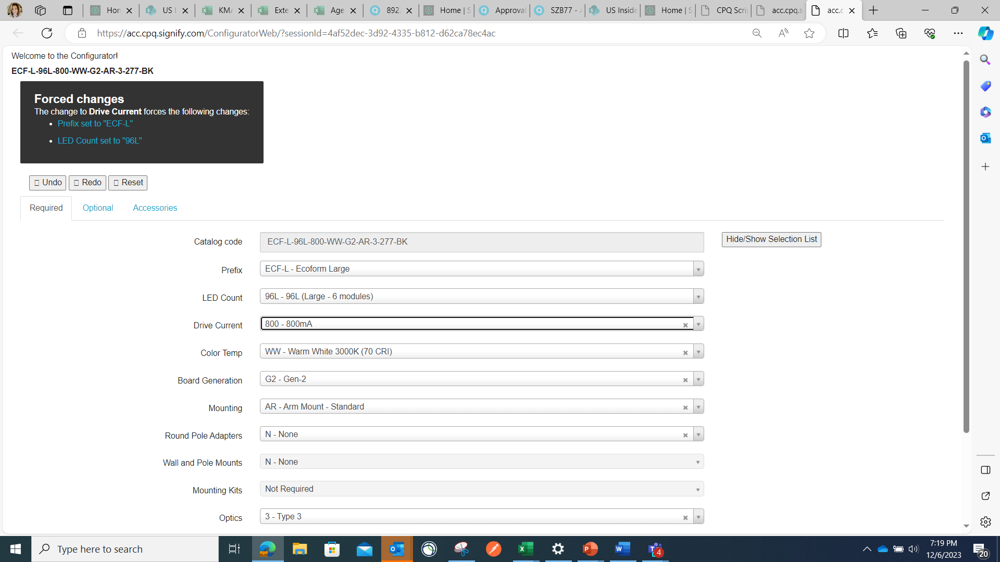 Hon
US I
KMA
Exte
Age
892
Home | S
Approval
SZB77 - A
US Inside
Home | S
CPQ Scrip
acc.cpq.s
acc.c
https://acc.cpq.signify.com/ConfiguratorWeb/?sessionId=4af52dec-3d92-4335-b812-d62ca78ec4ac
Welcome to the Configurator!
ECF-L-96L-800-WW-G2-AR-3-277-BK
Forced changes
The change to Drive Current forces the following changes:
• Prefix set to "ECF-L"
• LED Count set to "96L"
Undo Redo Reset
Required Optional Accessories
Catalog code ECF-L-96L-800-WW-G2-AR-3-277-BK Hide/Show Selection List
Prefix ECF-L - Ecoform Large
LED Count 96L - 96L (Large - 6 modules)
Drive Current 800 - 800mA
Color Temp WW - Warm White 3000K (70 CRI)
Board Generation G2 - Gen-2
Mounting AR - Arm Mount - Standard
Round Pole Adapters N - None
Wall and Pole Mounts N - None
Mounting Kits Not Required
Optics 3 - Type 3
Type here to search
4
7:19 PM
12/6/2023
20